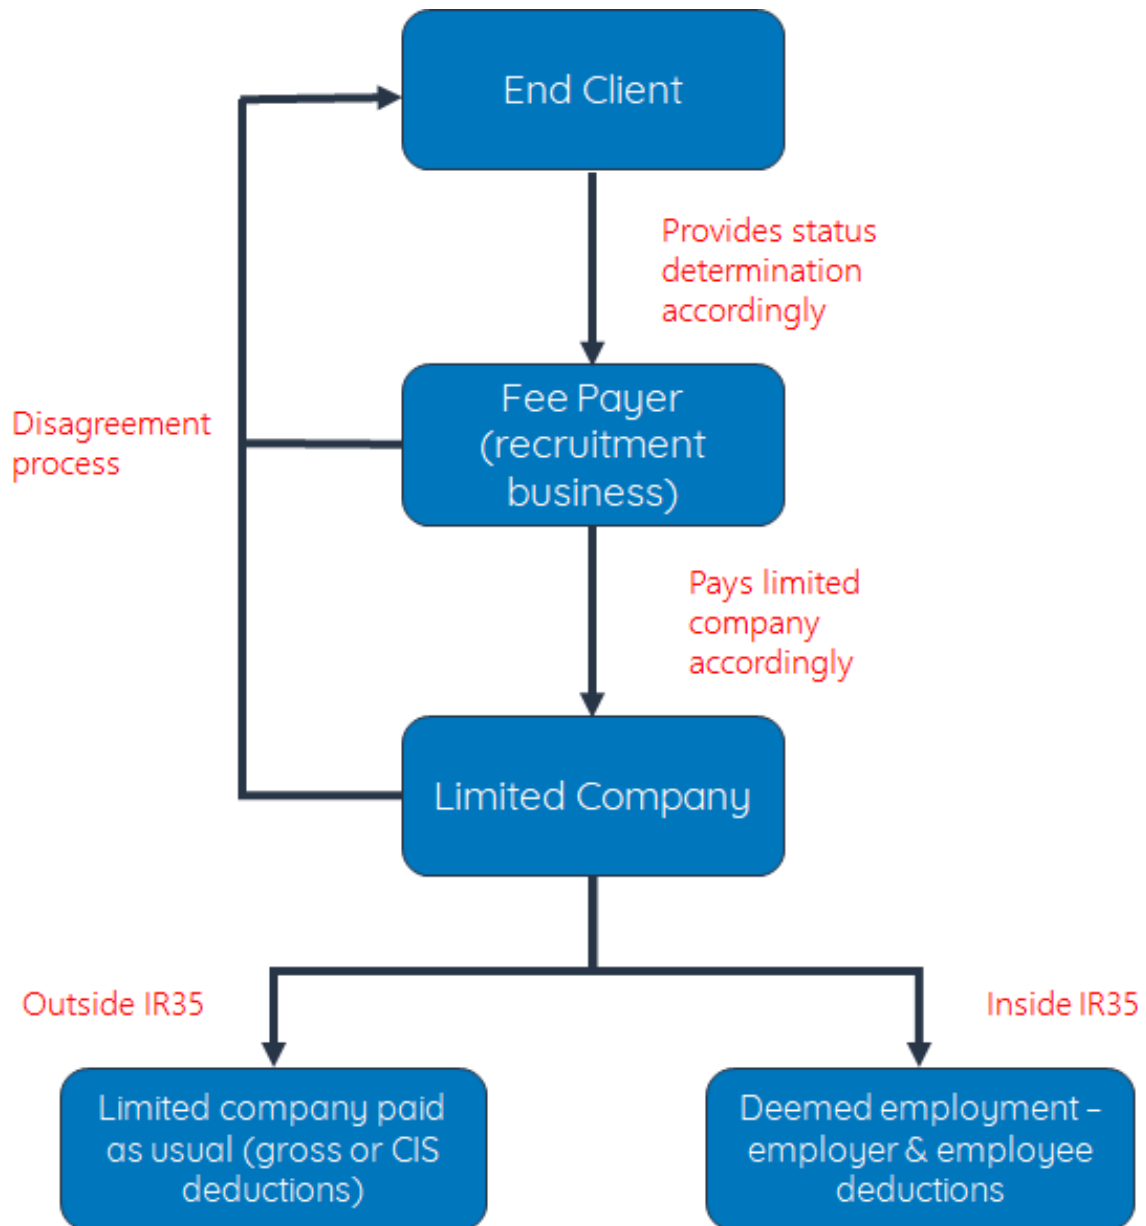 End Client
Provides status
determination
accordingly
Fee Payer
(recruitment
business)
Disagreement
process
Pays limited
company
accordingly
Limited Company
Outside IR35
Inside IR35
Limited company paid
as usual (gross or CIS
deductions)
Deemed employment –
employer & employee
deductions